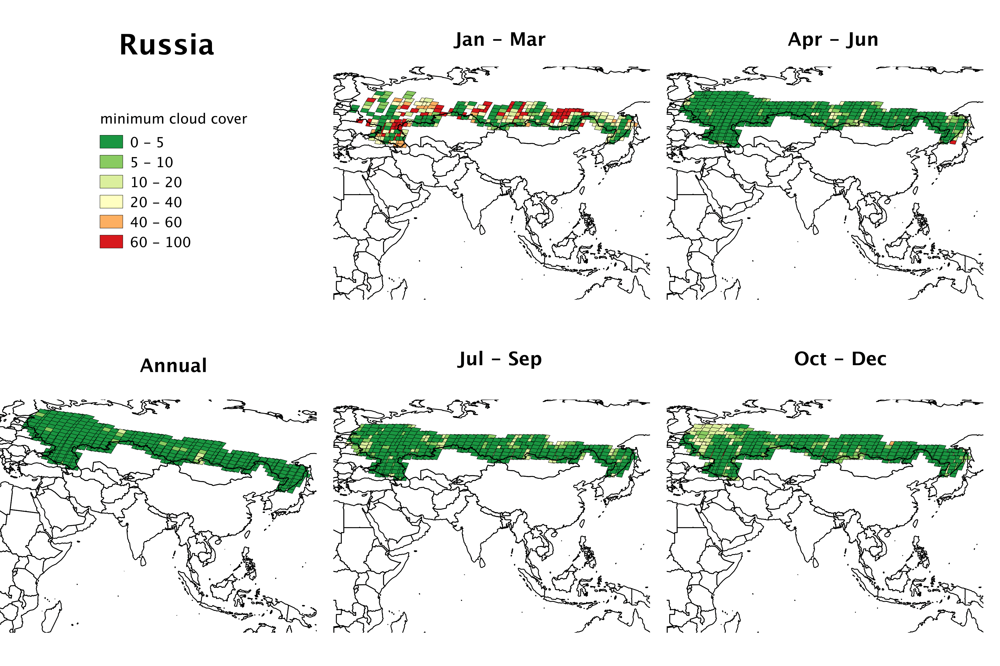 Russia
minimum cloud cover
0 – 5
5 – 10
10 – 20
20 – 40
40 – 60
60 – 100
Jan – Mar
Apr – Jun
Annual
Jul – Sep
Oct – Dec